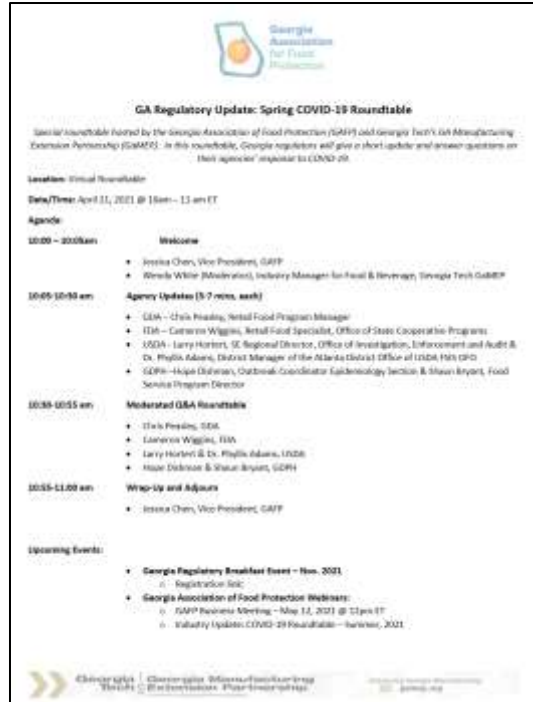 Georgia
Association
for Food
Protection
GA Regulatory Update: Spring COVID-19 Roundtable
Special roundtable hosted by the Georgia Association of Food Protection (GAFP) and Georgia Tech's GA Manufacturing
Extension Partnership (GaMEP). In this roundtable, Georgia regulators will give a short update and answer questions on
their agencies' response to COVID-19.
Location: Virtual Roundtable
Date/Time: April 21, 2021 @ 10am – 11 am ET
Agenda:
10:00 – 10:05am Welcome
• Jessica Chen, Vice President, GAFP
• Wendy White (Moderator), Industry Manager for Food & Beverage, Georgia Tech GaMEP
10:05-10:30 am Agency Updates (5-7 mins, each)
• GDA – Chris Peasley, Retail Food Program Manager
• FDA – Cameron Wiggins, Retail Food Specialist, Office of State Cooperative Programs
• USDA - Larry Hortert, SE Regional Director, Office of Investigation, Enforcement and Audit &
Dr. Phyllis Adams, District Manager of the Atlanta District Office of USDA FSIS OFO
• GDPH – Hope Dishman, Outbreak Coordinator Epidemiology Section & Shaun Bryant, Food
Service Program Director
10:30-10:55 am Moderated Q&A Roundtable
• Chris Peasley, GDA
• Cameron Wiggins, FDA
• Larry Hortert & Dr. Phyllis Adams, USDA
• Hope Dishman & Shaun Bryant, GDPH
10:55-11:00 am Wrap-Up and Adjourn
• Jessica Chen, Vice President, GAFP
Upcoming Events:
• Georgia Regulatory Breakfast Event – Nov. 2021
o Registration link:
• Georgia Association of Food Protection Webinars:
o GAFP Business Meeting – May 12, 2021 @ 12pm ET
o Industry Update: COVID-19 Roundtable – Summer, 2021
Georgia Georgia Manufacturing
Tech Extension Partnership